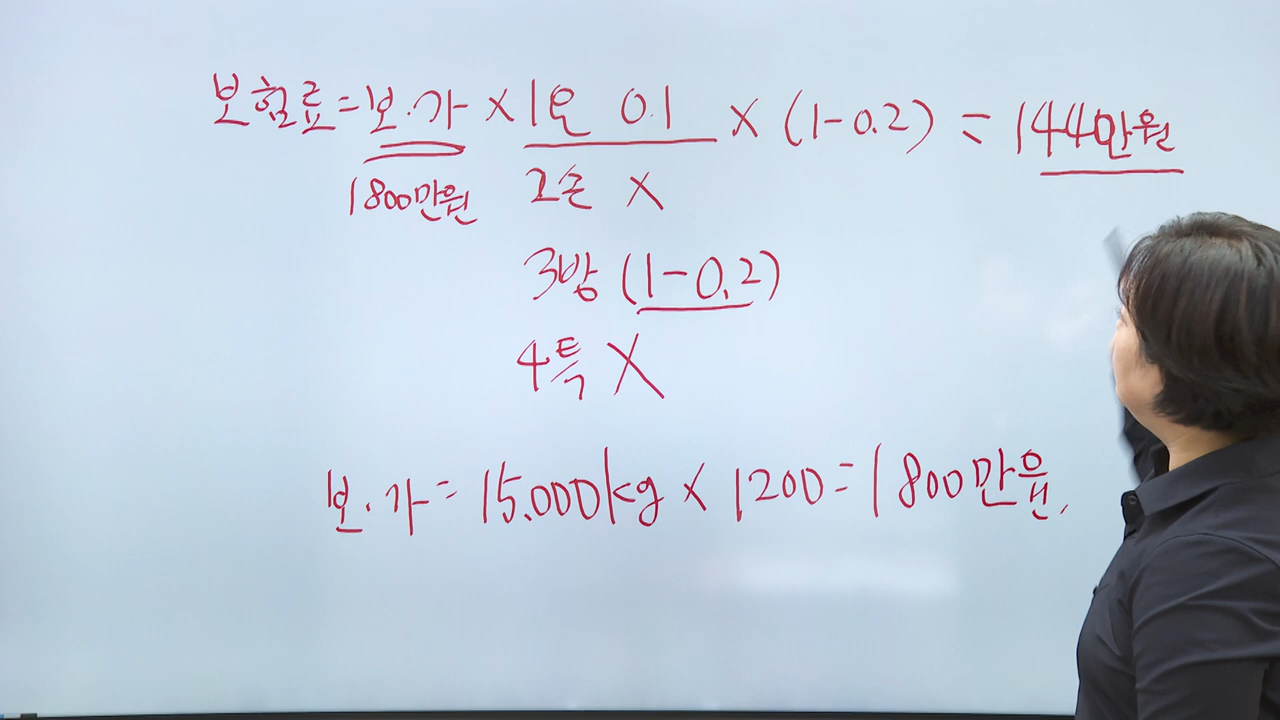 보험료=보.가 × 1요 0.1 × (1-0.2) = 144만원
1800만원 2손 X
3방 (1-0.2)
4특 X
보.가= 15.000kg × 1200=1800만원.